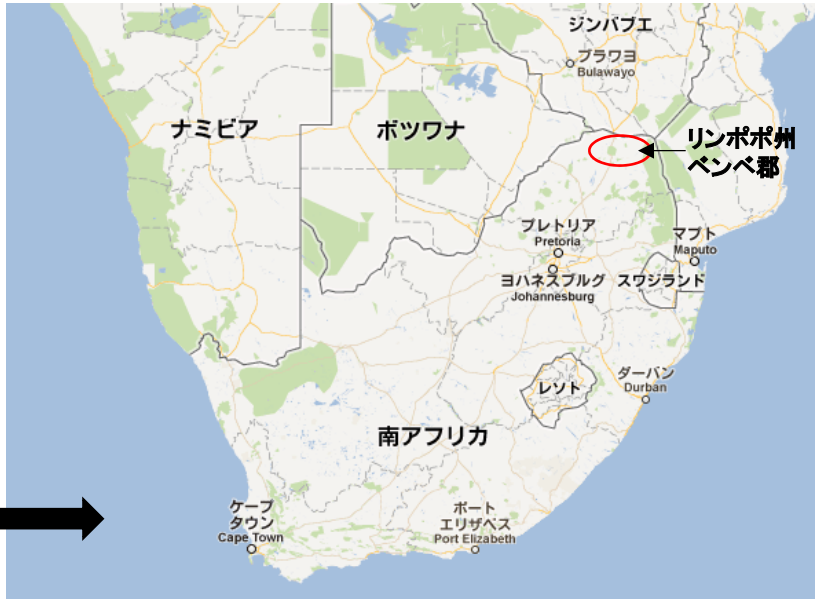 ジンバブエ
ブラワヨ
Bulawayo
ナミビア
ボツワナ
リンポポ州
ベンベ郡
プレトリア
Pretoria
マプト
Maputo
ヨハネスブルグ
Johannesburg
スワジランド
レソト
ダーバン
Durban
南アフリカ
ケープ
タウン
Cape Town
ポート
エリザベス
Port Elizabeth